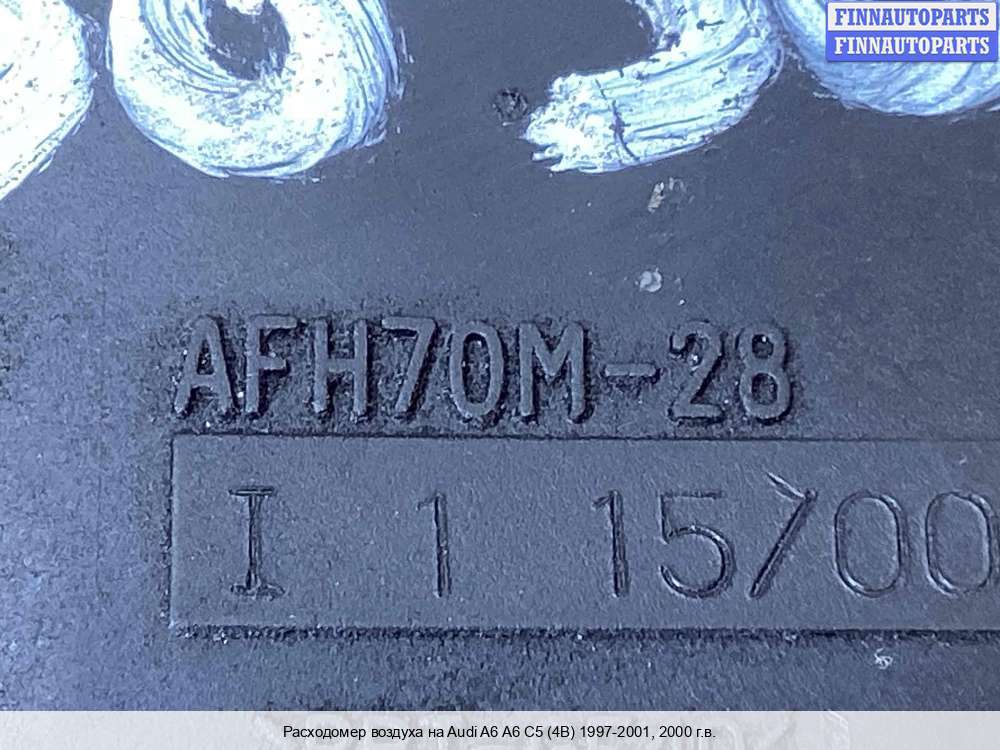 FINNAUTOPARTS
FINNAUTOPARTS
AFH70M-28
I 1 15700
Расходомер воздуха на Audi A6 A6 C5 (4B) 1997-2001, 2000 г.в.